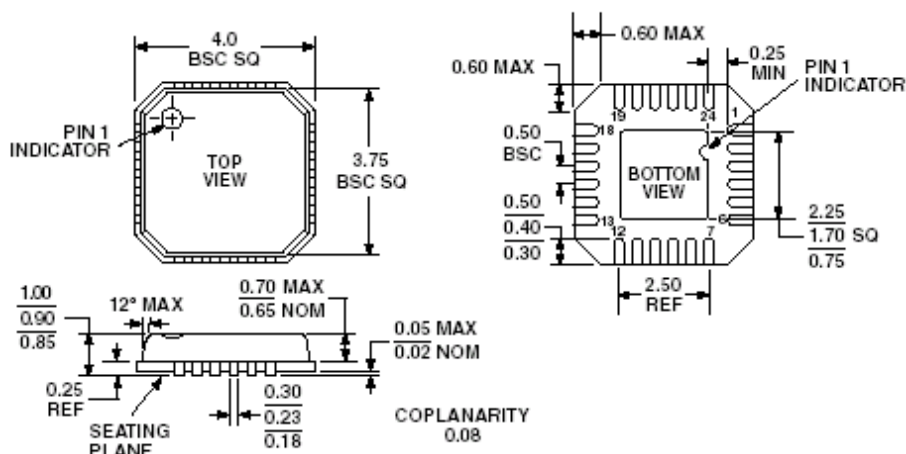 4.0
BSC SQ
PIN 1
INDICATOR
TOP
VIEW
3.75
BSC SQ
0.60 MAX
0.60 MAX
0.25
MIN
PIN 1
INDICATOR
19
24
1
18
0.50
BSC
BOTTOM
VIEW
0.50
0.40
0.30
13
12
7
6
2.25
1.70 SQ
0.75
2.50
REF
1.00
0.90
0.85
12° MAX
0.70 MAX
0.65 NOM
0.05 MAX
0.02 NOM
0.25
REF
SEATING
PLANE
0.30
0.23
0.18
COPLANARITY
0.08